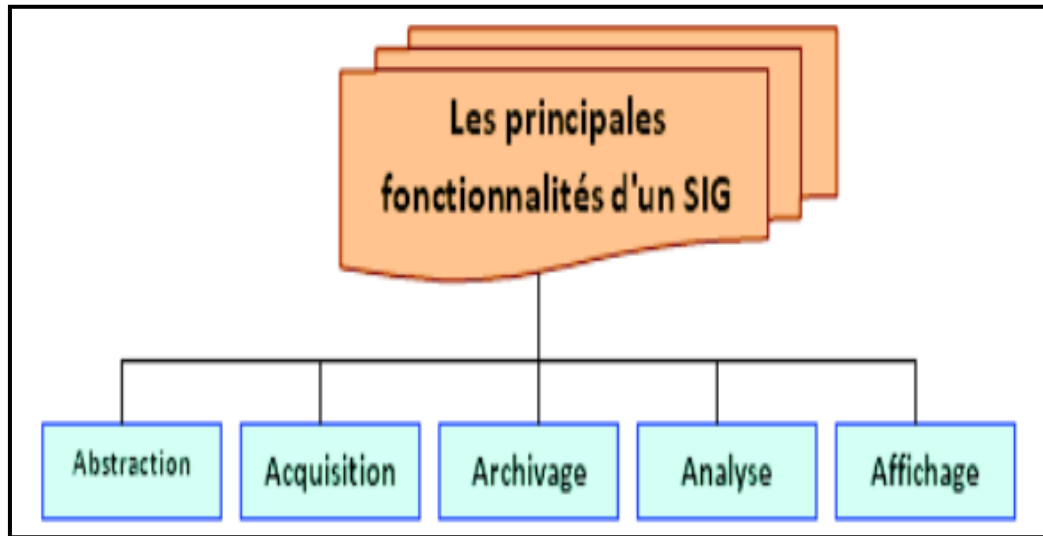 Les principales
fonctionnalités d'un SIG
Abstraction
Acquisition
Archivage
Analyse
Affichage